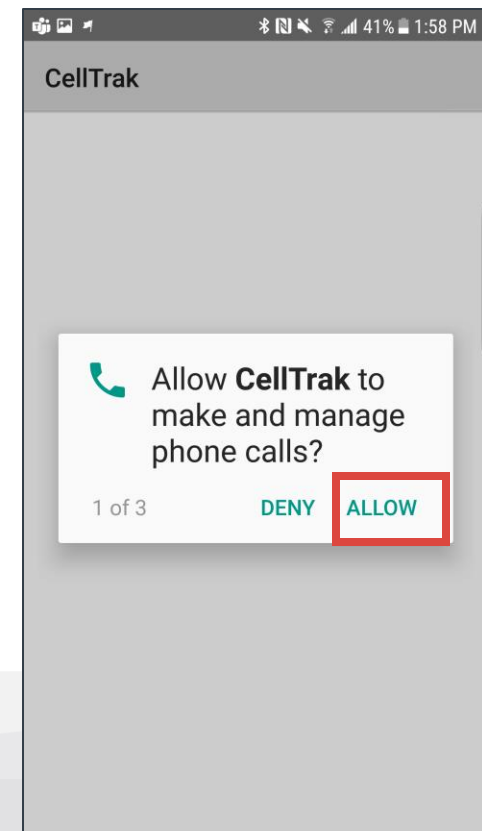 41% 1:58 PM
CellTrak
Allow CellTrak to
make and manage
phone calls?
1 of 3 DENY ALLOW